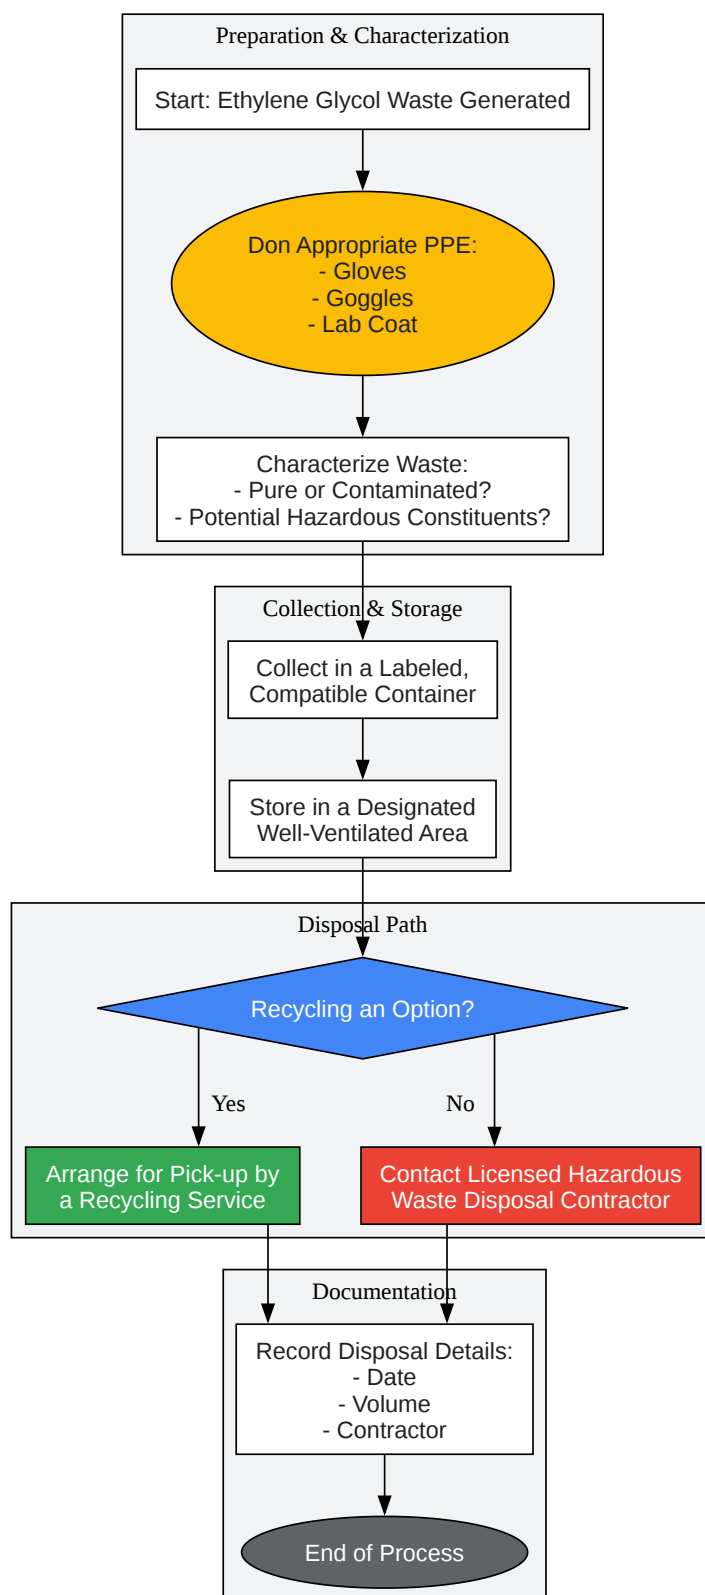 Preparation & Characterization
Start: Ethylene Glycol Waste Generated
Don Appropriate PPE:
- Gloves
- Goggles
- Lab Coat
Characterize Waste:
- Pure or Contaminated?
- Potential Hazardous Constituents?
Collection & Storage
Collect in a Labeled,
Compatible Container
Store in a Designated
Well-Ventilated Area
Disposal Path
Recycling an Option?
Yes
No
Arrange for Pick-up by
a Recycling Service
Contact Licensed Hazardous
Waste Disposal Contractor
Documentation
Record Disposal Details:
- Date
- Volume
- Contractor
End of Process